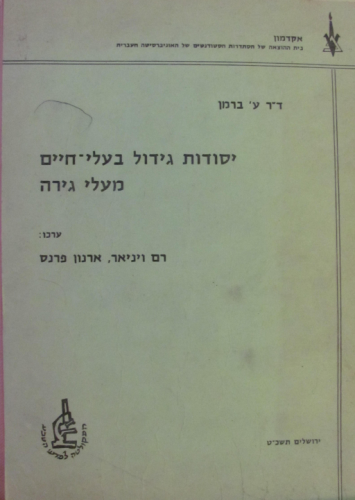 אקדמון
בית ההוצאה של הסתדרות הסטודנטים של האוניברסיטה העברית
ד״ר ע׳ ברמן
יסודות גידול בעלי־חיים
מעלי גירה
ערכו:
רם ויניאר, ארנון פרנס
הפקולטה
ירושלים תשכ״ט